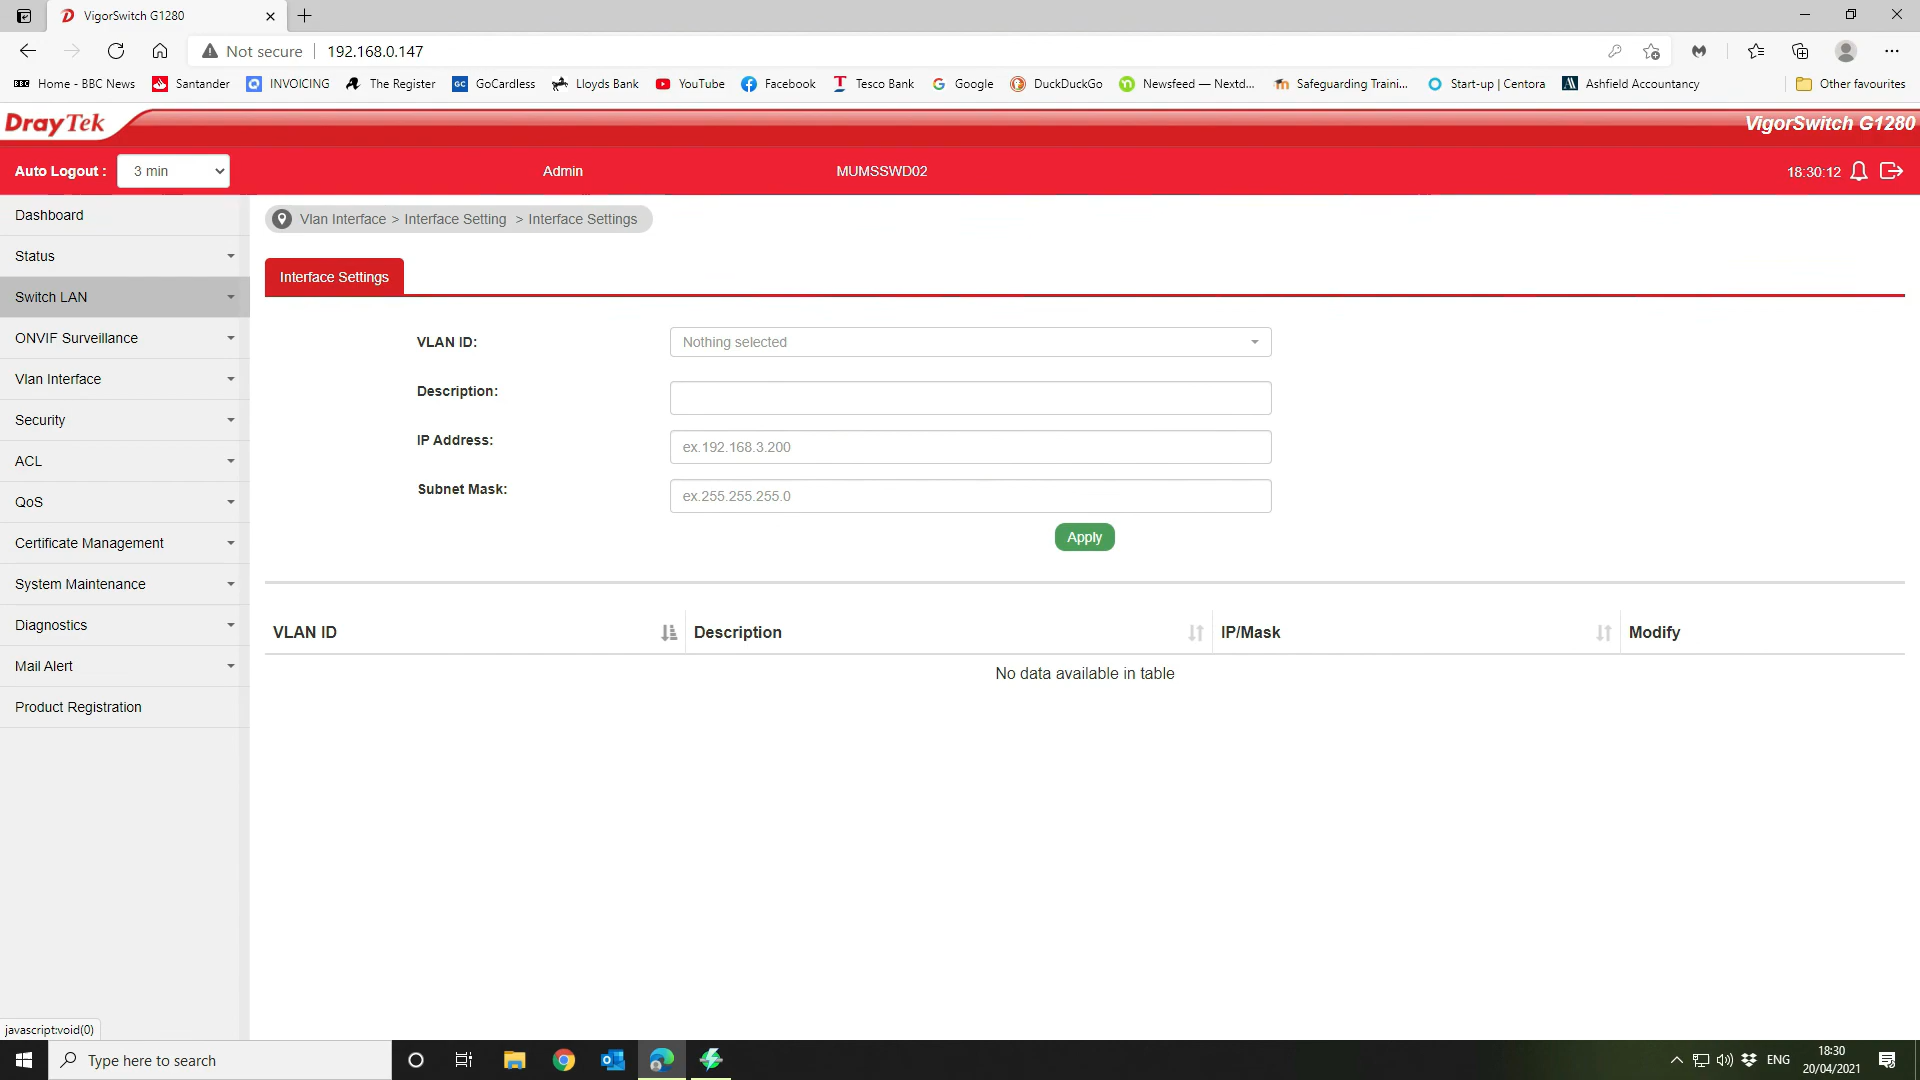 VigorSwitch G1280
Not secure
192.168.0.147
BBC Home - BBC News
Santander
INVOICING
The Register
GC GoCardless
Lloyds Bank
YouTube
Facebook
Tesco Bank
Google
DuckDuckGo
Newsfeed — Nextd...
Safeguarding Traini...
Start-up | Centora
Ashfield Accountancy
Other favourites
DrayTek
VigorSwitch G1280
Auto Logout :
3 min
Admin
MUMSSWD02
18:30:12
Dashboard
Status
Switch LAN
ONVIF Surveillance
Vlan Interface
Security
ACL
QoS
Certificate Management
System Maintenance
Diagnostics
Mail Alert
Product Registration
Vlan Interface > Interface Setting > Interface Settings
Interface Settings
VLAN ID:
Nothing selected
Description:
IP Address:
ex.192.168.3.200
Subnet Mask:
ex.255.255.255.0
Apply
VLAN ID
Description
IP/Mask
Modify
No data available in table
javascript:void(0)
Type here to search
ENG
18:30
20/04/2021